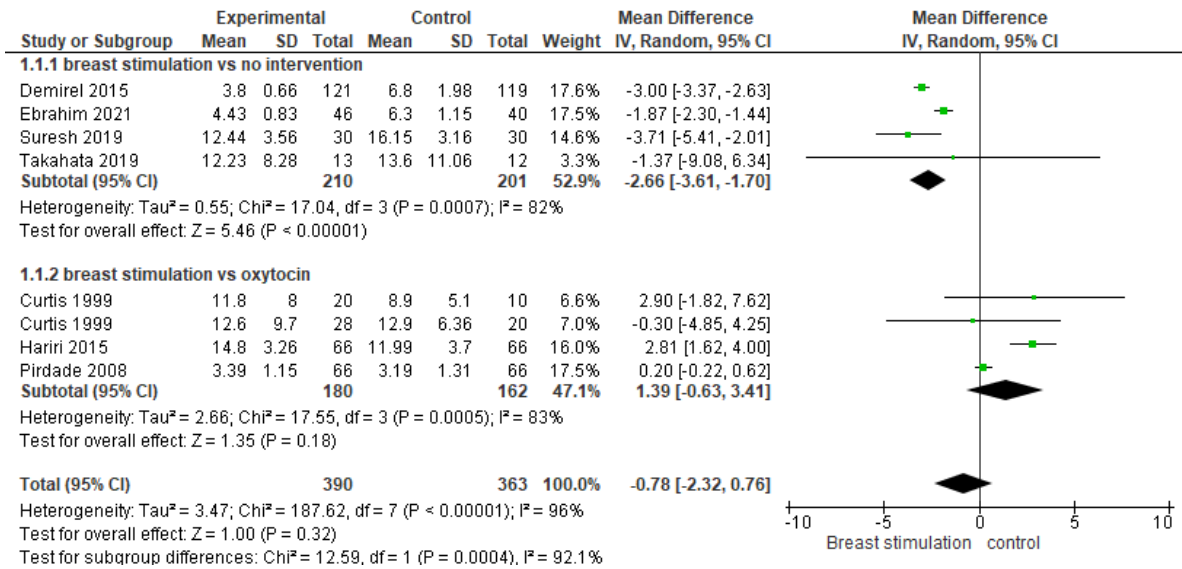 Experimental Control Mean Difference Mean Difference
Study or Subgroup Mean SD Total Mean SD Total Weight IV, Random, 95% CI IV, Random, 95% CI
1.1.1 breast stimulation vs no intervention
Demirel 2015 3.8 0.66 121 6.8 1.98 119 17.6% -3.00 [-3.37, -2.63]
Ebrahim 2021 4.43 0.83 46 6.3 1.15 40 17.5% -1.87 [-2.30, -1.44]
Suresh 2019 12.44 3.56 30 16.15 3.16 30 14.6% -3.71 [-5.41, -2.01]
Takahata 2019 12.23 8.28 13 13.6 11.06 12 3.3% -1.37 [-9.08, 6.34]
Subtotal (95% CI) 210 201 52.9% -2.66 [-3.61, -1.70]
Heterogeneity: Tau² = 0.55; Chi² = 17.04, df = 3 (P = 0.0007); I² = 82%
Test for overall effect: Z = 5.46 (P < 0.00001)
1.1.2 breast stimulation vs oxytocin
Curtis 1999 11.8 8 20 8.9 5.1 10 6.6% 2.90 [-1.82, 7.62]
Curtis 1999 12.6 9.7 28 12.9 6.36 20 7.0% -0.30 [-4.85, 4.25]
Hariri 2015 14.8 3.26 66 11.99 3.7 66 16.0% 2.81 [1.62, 4.00]
Pirdade 2008 3.39 1.15 66 3.19 1.31 66 17.5% 0.20 [-0.22, 0.62]
Subtotal (95% CI) 180 162 47.1% 1.39 [-0.63, 3.41]
Heterogeneity: Tau² = 2.66; Chi² = 17.55, df = 3 (P = 0.0005); I² = 83%
Test for overall effect: Z = 1.35 (P = 0.18)
Total (95% CI) 390 363 100.0% -0.78 [-2.32, 0.76]
Heterogeneity: Tau² = 3.47; Chi² = 187.62, df = 7 (P < 0.00001); I² = 96%
Test for overall effect: Z = 1.00 (P = 0.32)
Test for subgroup differences: Chi² = 12.59, df = 1 (P = 0.0004), I² = 92.1%
-10 -5 0 5 10
Breast stimulation control